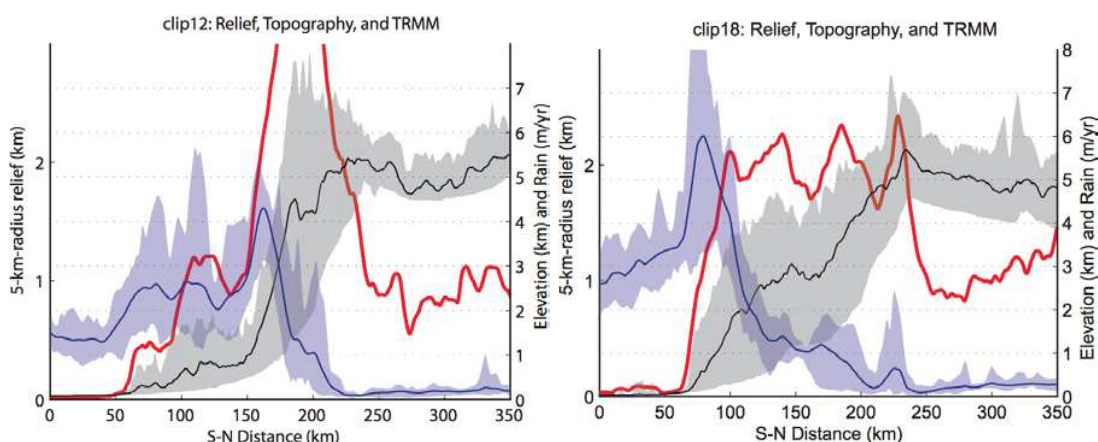 clip12: Relief, Topography, and TRMM
5-km-radius relief (km)
2
1
0
7
6
5
4
3
2
1
0
Elevation (km) and Rain (m/yr)
0 50 100 150 200 250 300 350
S-N Distance (km)
clip18: Relief, Topography, and TRMM
5-km-radius relief (km)
2
1
0
8
7
6
5
4
3
2
1
0
Elevation (km) and Rain (m/yr)
0 50 100 150 200 250 300 350
S-N Distance (km)